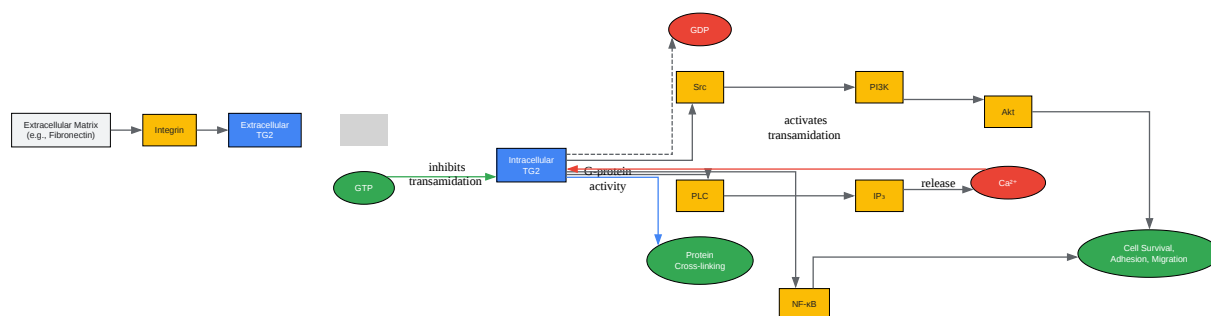 GDP
Src
PI3K
Akt
Extracellular Matrix
(e.g., Fibronectin)
Integrin
Extracellular
TG2
activates
transamidation
Intracellular
TG2
inhibits
transamidation
GTP
G-protein
activity
PLC
IP₃
release
Ca²⁺
Protein
Cross-linking
Cell Survival,
Adhesion, Migration
NF-κB